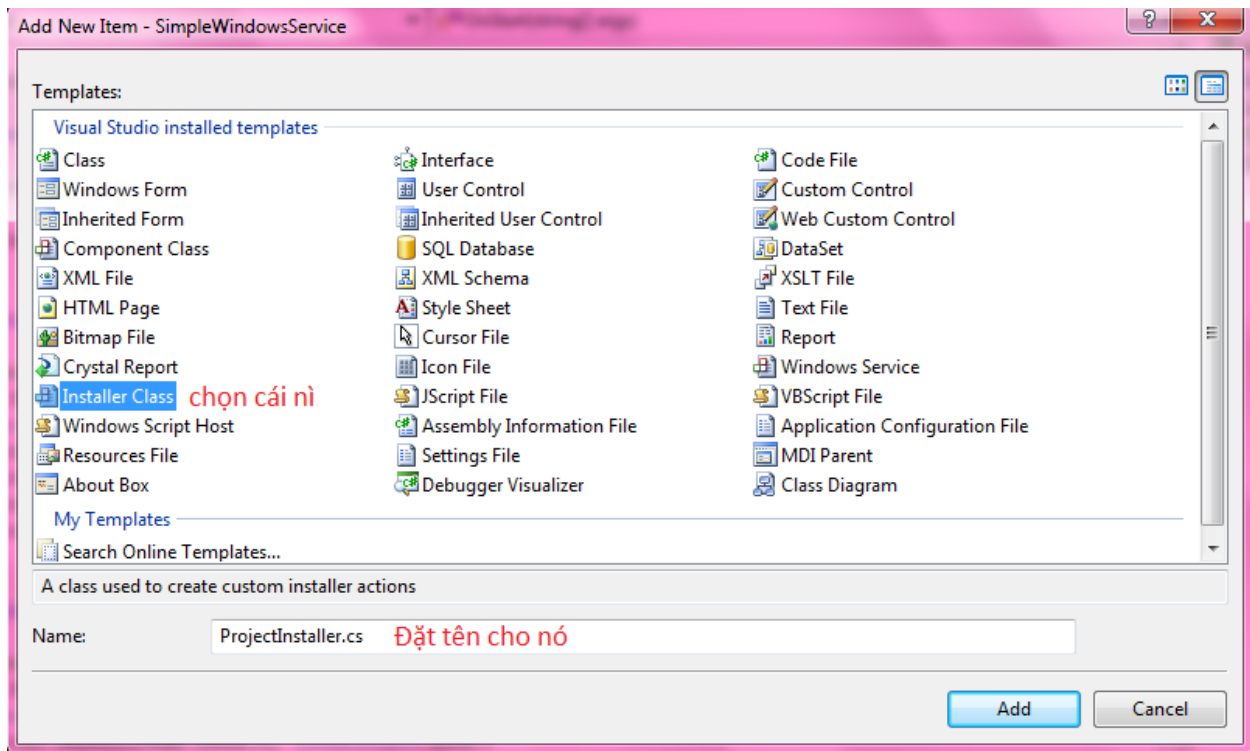 Add New Item - SimpleWindowsService
Templates:
Visual Studio installed templates
Class Interface Code File
Windows Form User Control Custom Control
Inherited Form Inherited User Control Web Custom Control
Component Class SQL Database DataSet
XML File XML Schema XSLT File
HTML Page Style Sheet Text File
Bitmap File Cursor File Report
Crystal Report Icon File Windows Service
Installer Class chọn cái nì JScript File VBScript File
Windows Script Host Assembly Information File Application Configuration File
Resources File Settings File MDI Parent
About Box Debugger Visualizer Class Diagram
My Templates
Search Online Templates...
A class used to create custom installer actions
Name: ProjectInstaller.cs Đặt tên cho nó
Add Cancel